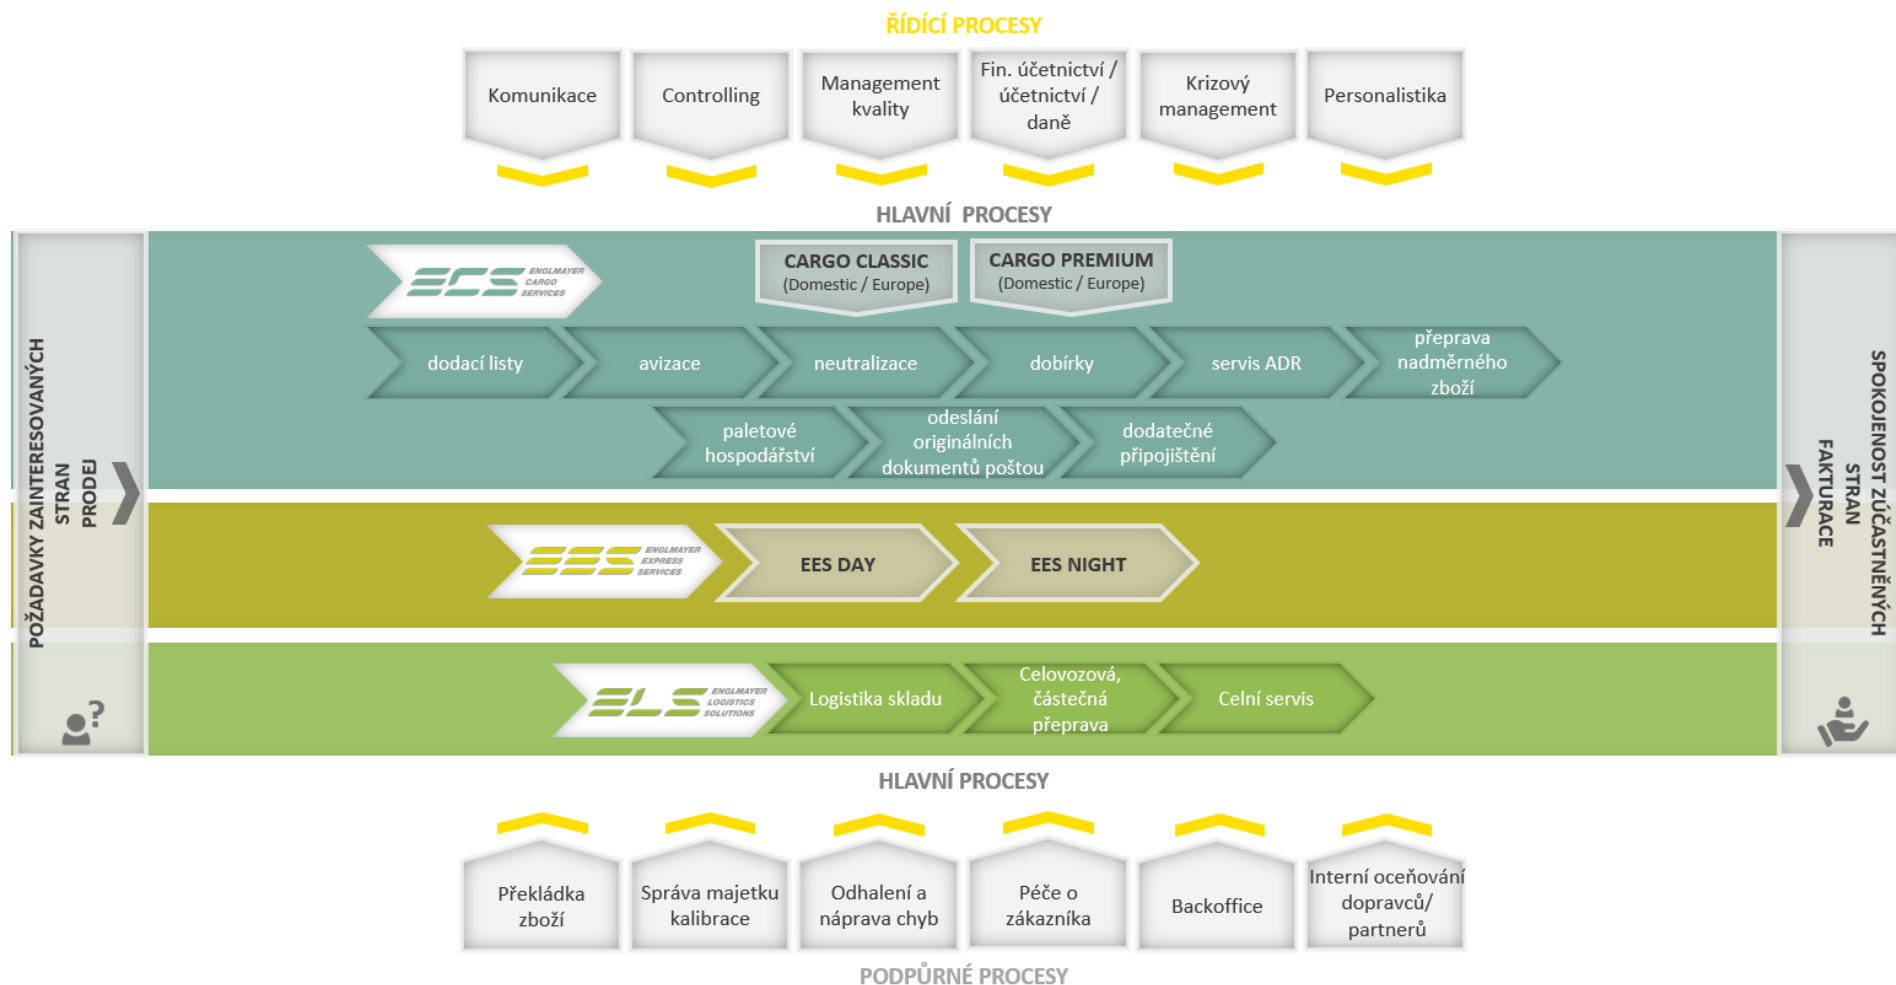 ŘÍDÍCÍ PROCESY
Komunikace
Controlling
Management
kvality
Fin. účetnictví /
účetnictví /
daně
Krizový
management
Personalistika
HLAVNÍ PROCESY
POŽADAVKY ZAINTERESOVANÝCH
STRAN
PRODEJ
?
ECS
ENGLMAYER
CARGO
SERVICES
CARGO CLASSIC
(Domestic / Europe)
CARGO PREMIUM
(Domestic / Europe)
dodací listy
avizace
neutralizace
dobírky
servis ADR
přeprava
nadměrného
zboží
paletové
hospodářství
odeslání
originálních
dokumentů poštou
dodatečné
připojištění
EES
ENGLMAYER
EXPRESS
SERVICES
EES DAY
EES NIGHT
ELS
ENGLMAYER
LOGISTICS
SOLUTIONS
Logistika skladu
Celovozová,
částečná
přeprava
Celní servis
SPOKOJENOST ZÚČASTNĚNÝCH
STRAN
FAKTURACE
HLAVNÍ PROCESY
Překládka
zboží
Správa majetku
kalibrace
Odhalení a
náprava chyb
Péče o
zákazníka
Backoffice
Interní oceňování
dopravců/
partnerů
PODPŮRNÉ PROCESY